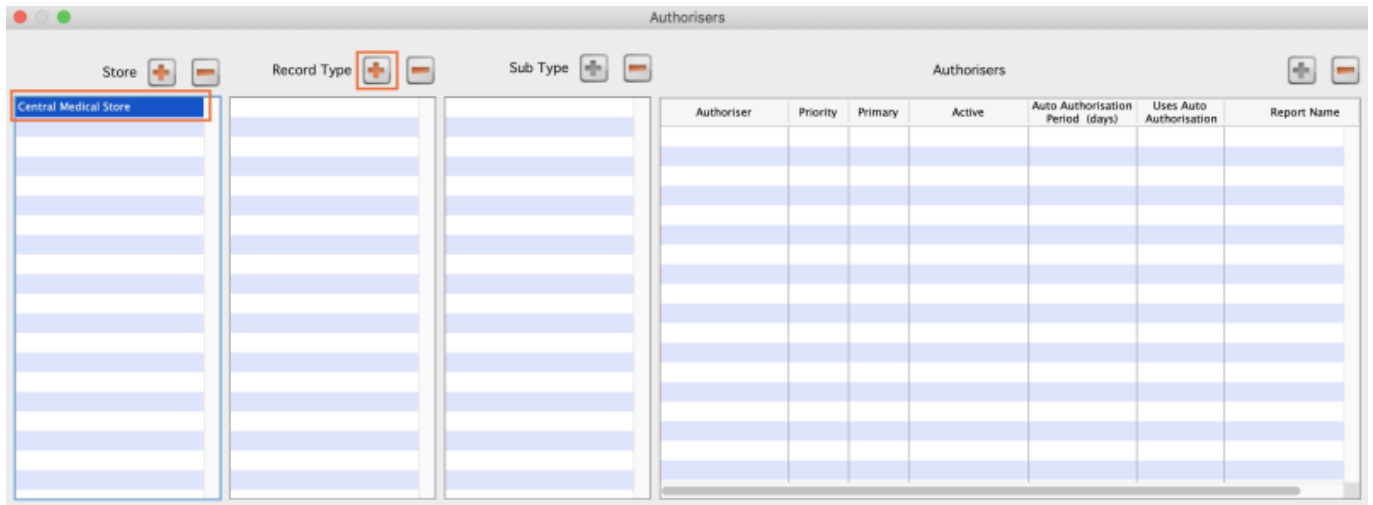 Authorisers
Store
Record Type
Sub Type
Authorisers
Central Medical Store
Authoriser
Priority
Primary
Active
Auto Authorisation
Period (days)
Uses Auto
Authorisation
Report Name